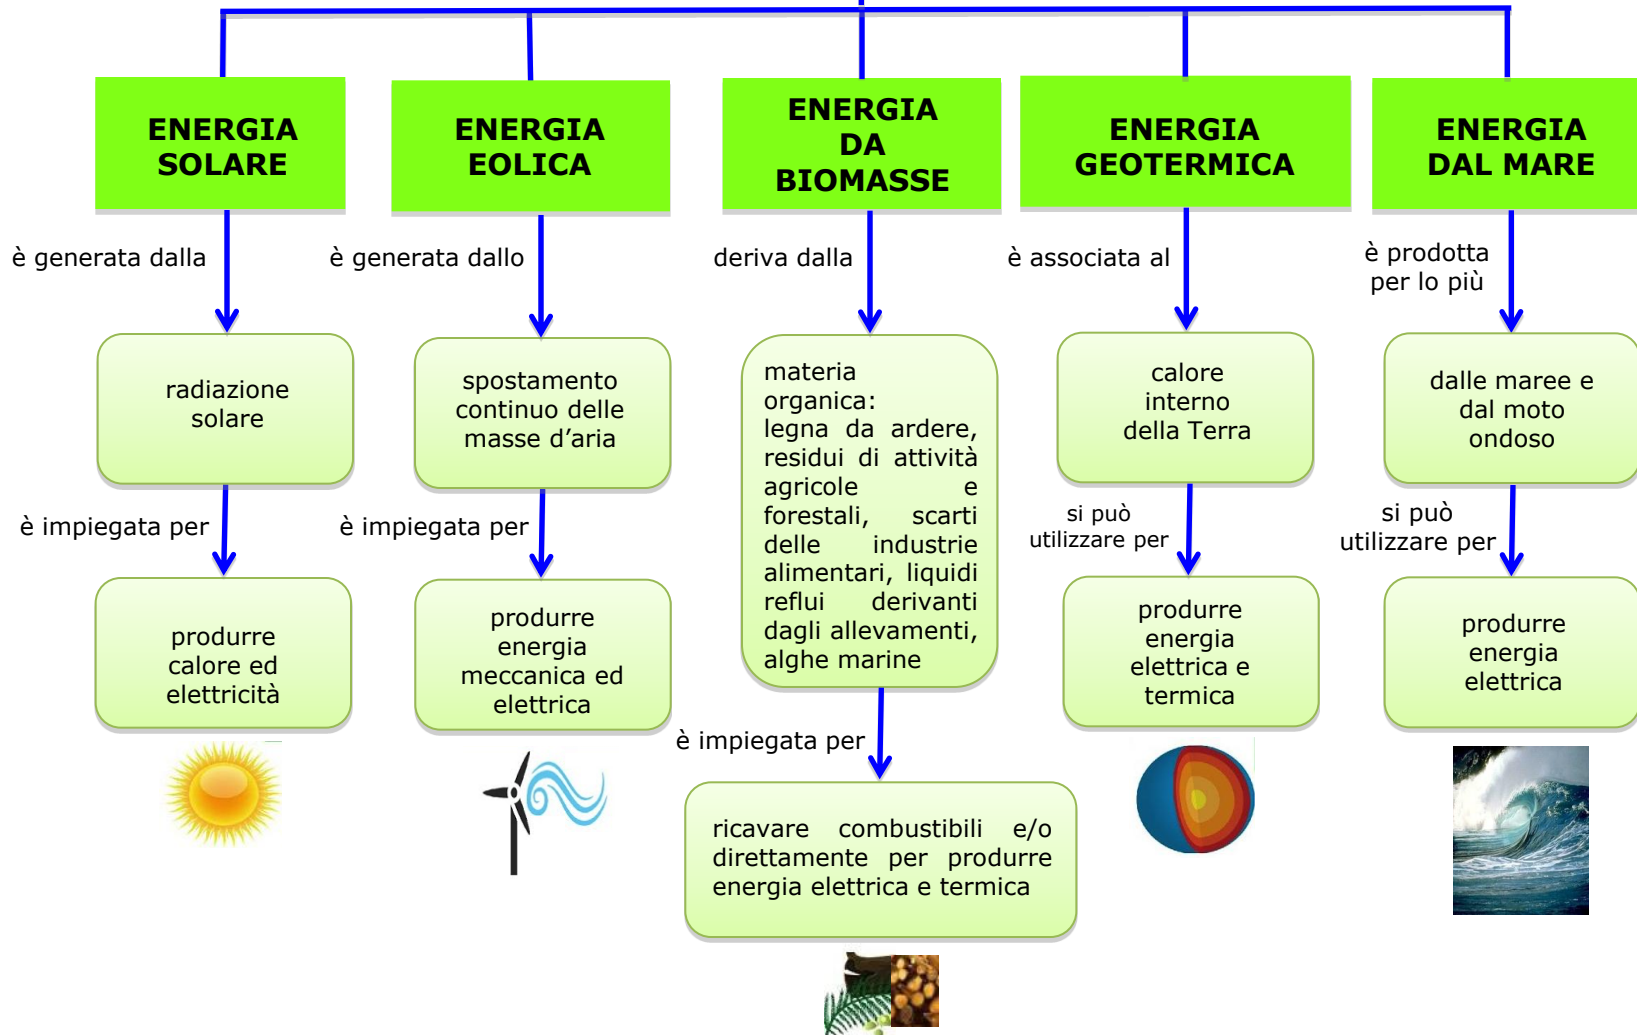 ENERGIA
SOLARE
ENERGIA
EOLICA
ENERGIA
DA
BIOMASSE
ENERGIA
GEOTERMICA
ENERGIA
DAL MARE
è generata dalla
è generata dallo
deriva dalla
è associata al
è prodotta
per lo più
radiazione
solare
spostamento
continuo delle
masse d’aria
materia
organica:
legna da ardere,
residui di attività
agricole e
forestali, scarti
delle industrie
alimentari, liquidi
reflui derivanti
dagli allevamenti,
alghe marine
calore
interno
della Terra
dalle maree e
dal moto
ondoso
è impiegata per
è impiegata per
si può
utilizzare per
si può
utilizzare per
produrre
calore ed
elettricità
produrre
energia
meccanica ed
elettrica
produrre
energia
elettrica e
termica
produrre
energia
elettrica
è impiegata per
ricavare combustibili e/o
direttamente per produrre
energia elettrica e termica